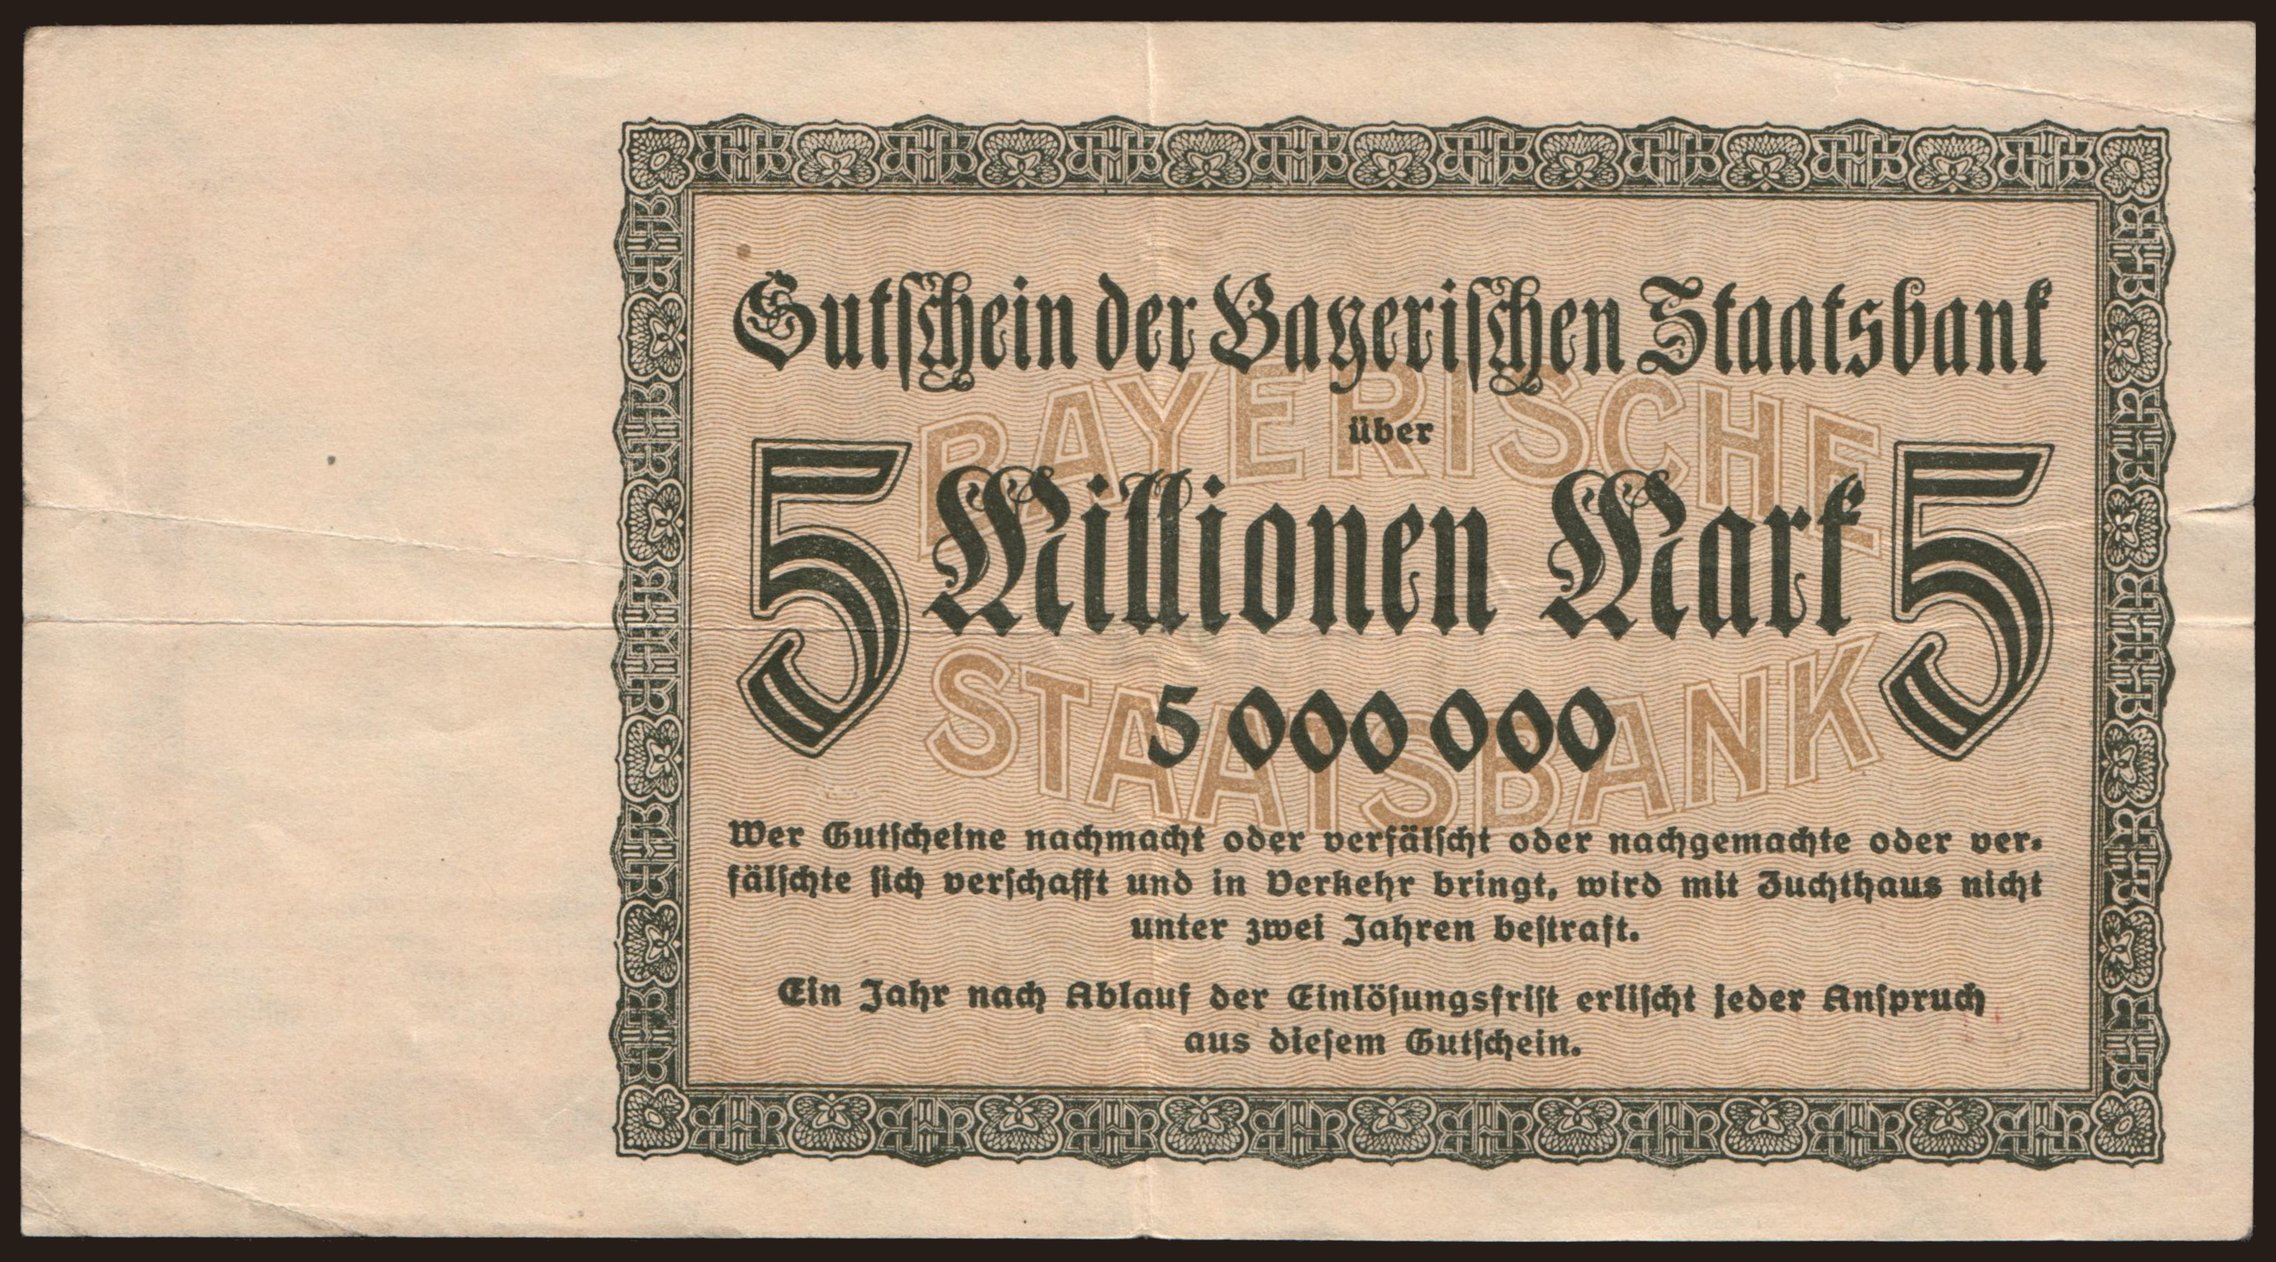 Gutschein der Bayerischen Staatsbank
über
5 Millionen Mark 5
5 000 000
BAYERISCHE
STAATSBANK
Wer Gutscheine nachmacht oder verfälscht oder nachgemachte oder ver-
fälschte sich verschafft und in Verkehr bringt, wird mit Zuchthaus nicht
unter zwei Jahren bestraft.
Ein Jahr nach Ablauf der Einlösungsfrist erlischt jeder Anspruch
aus diesem Gutschein.